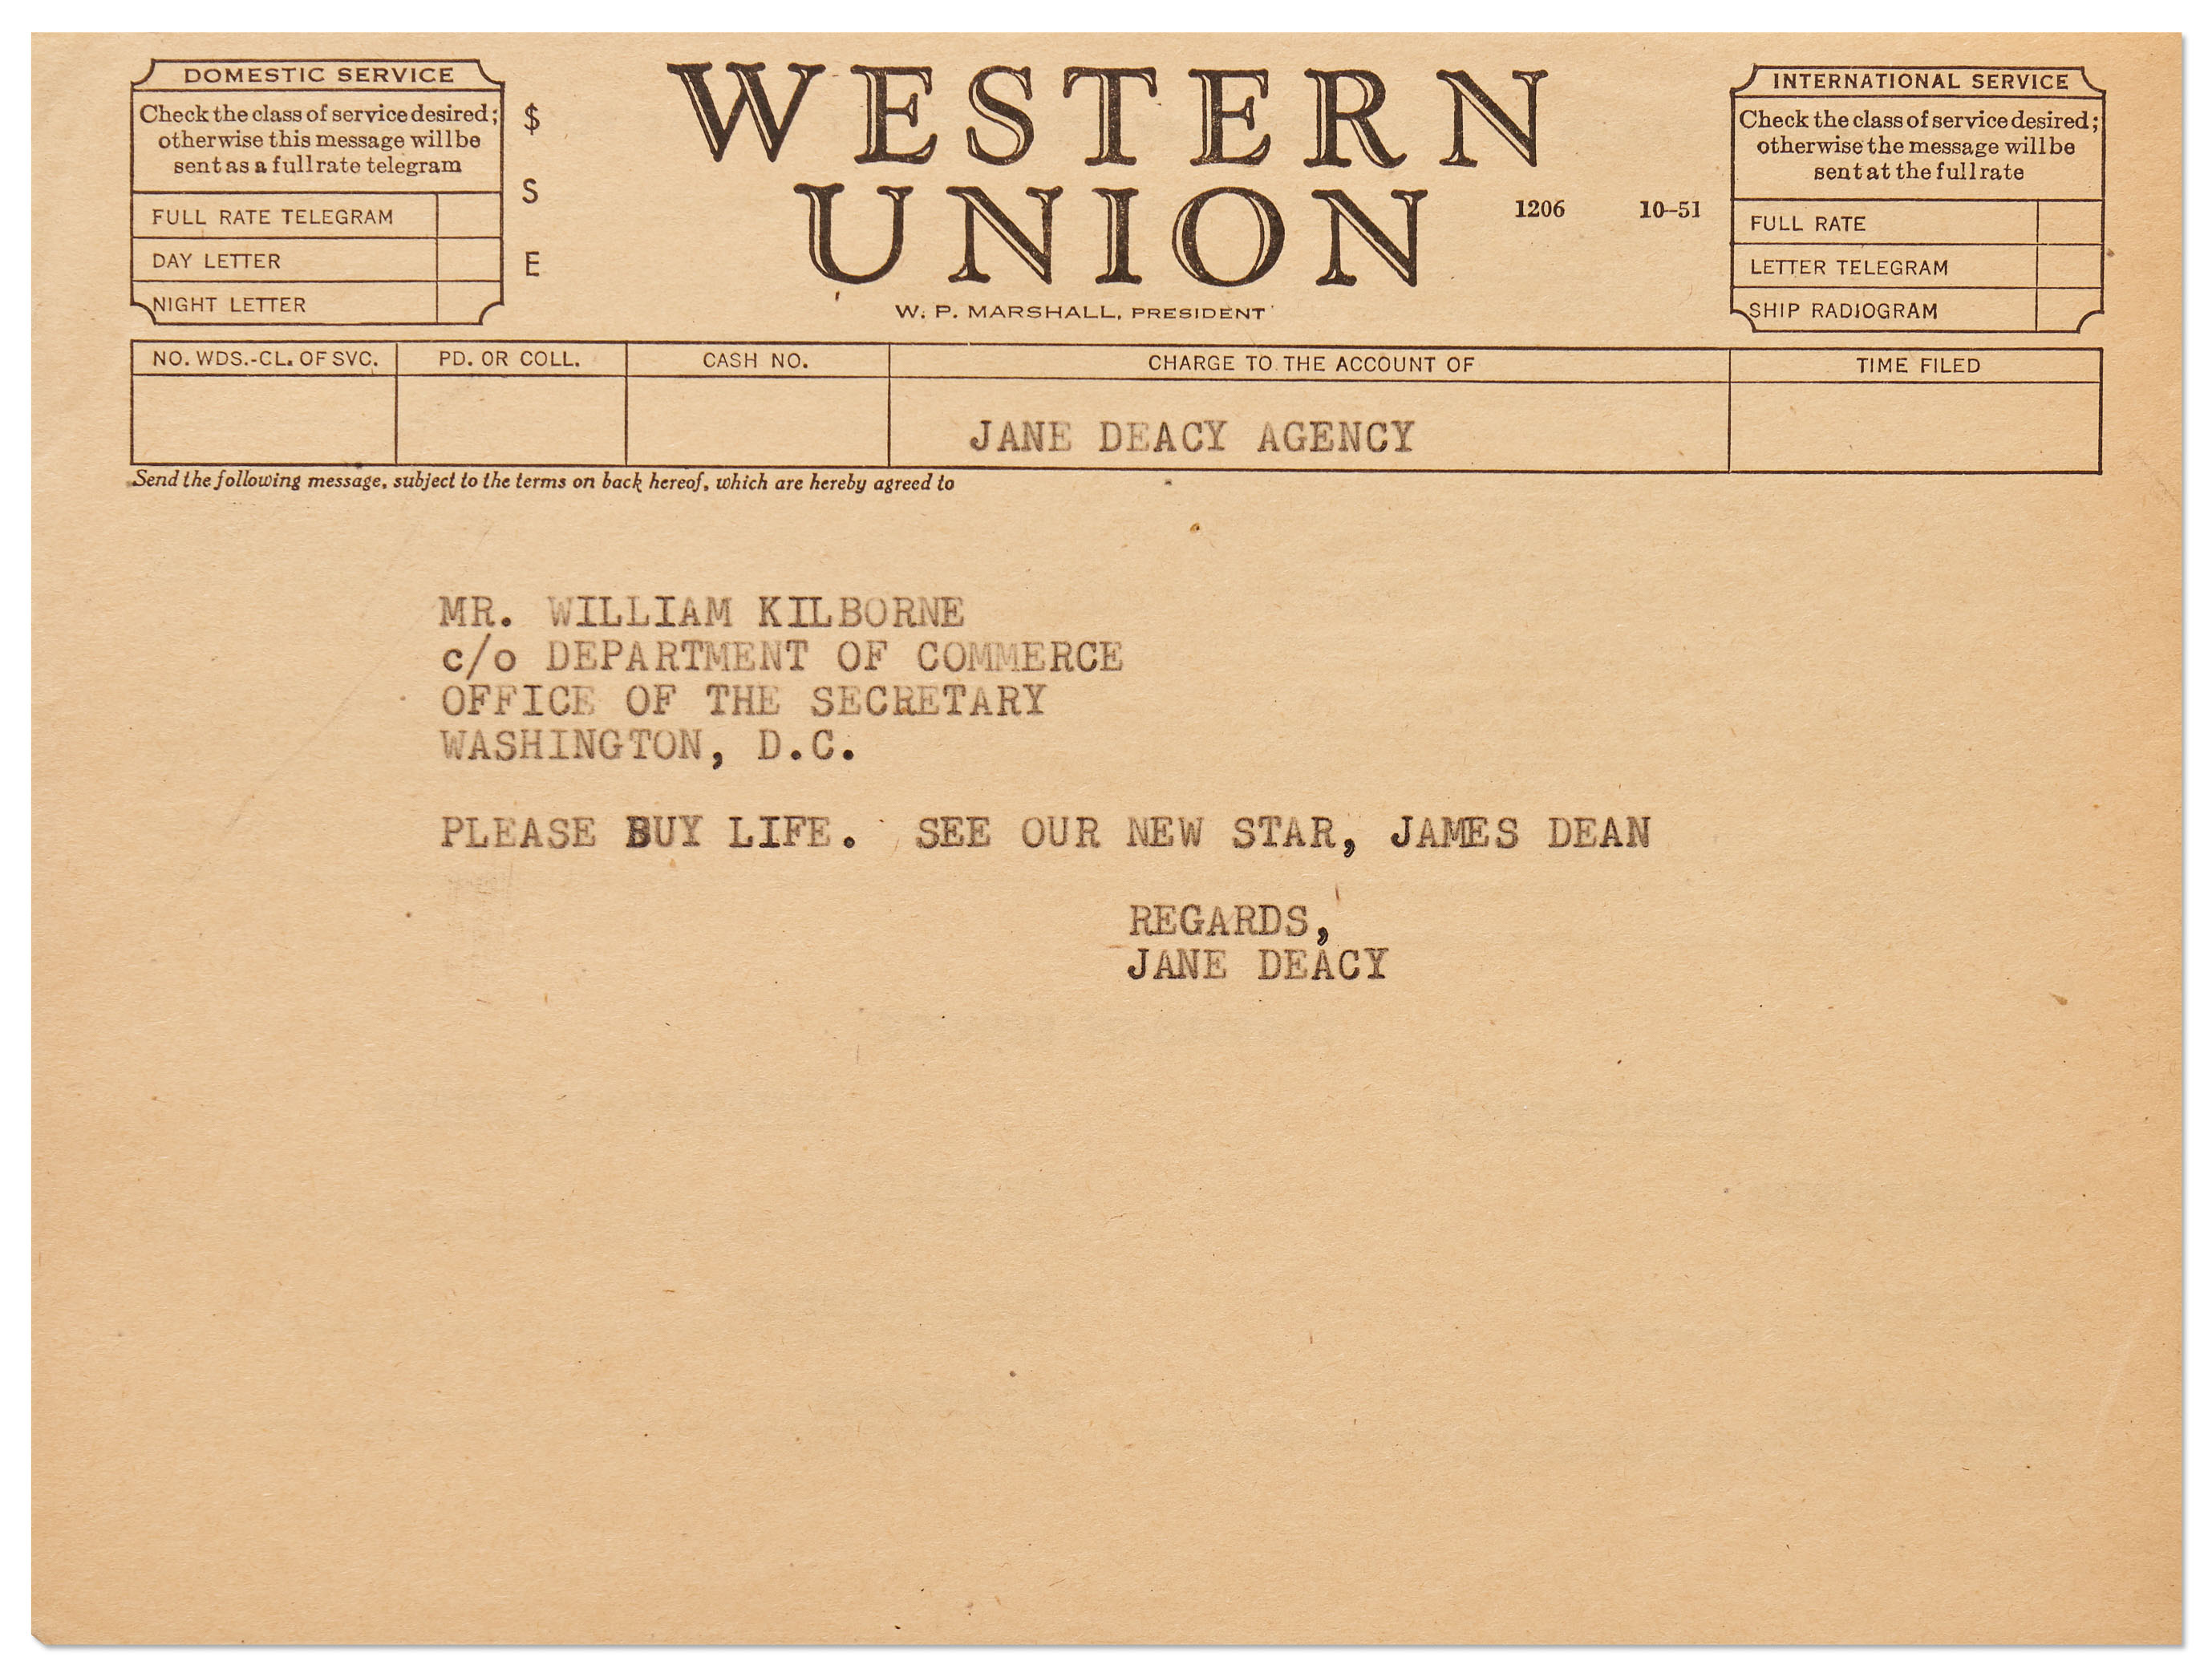 DOMESTIC SERVICE
Check the class of service desired;
otherwise this message will be
sent as a full rate telegram
FULL RATE TELEGRAM
DAY LETTER
NIGHT LETTER
$
S
E
WESTERN
UNION
1206 10-51
W. P. MARSHALL, PRESIDENT
INTERNATIONAL SERVICE
Check the class of service desired;
otherwise the message will be
sent at the full rate
FULL RATE
LETTER TELEGRAM
SHIP RADIOGRAM
NO. WDS.-CL. OF SVC. PD. OR COLL. CASH NO. CHARGE TO THE ACCOUNT OF TIME FILED
JANE DEACY AGENCY
Send the following message, subject to the terms on back hereof, which are hereby agreed to
MR. WILLIAM KILBORNE
c/o DEPARTMENT OF COMMERCE
OFFICE OF THE SECRETARY
WASHINGTON, D.C.
PLEASE BUY LIFE. SEE OUR NEW STAR, JAMES DEAN
REGARDS,
JANE DEACY